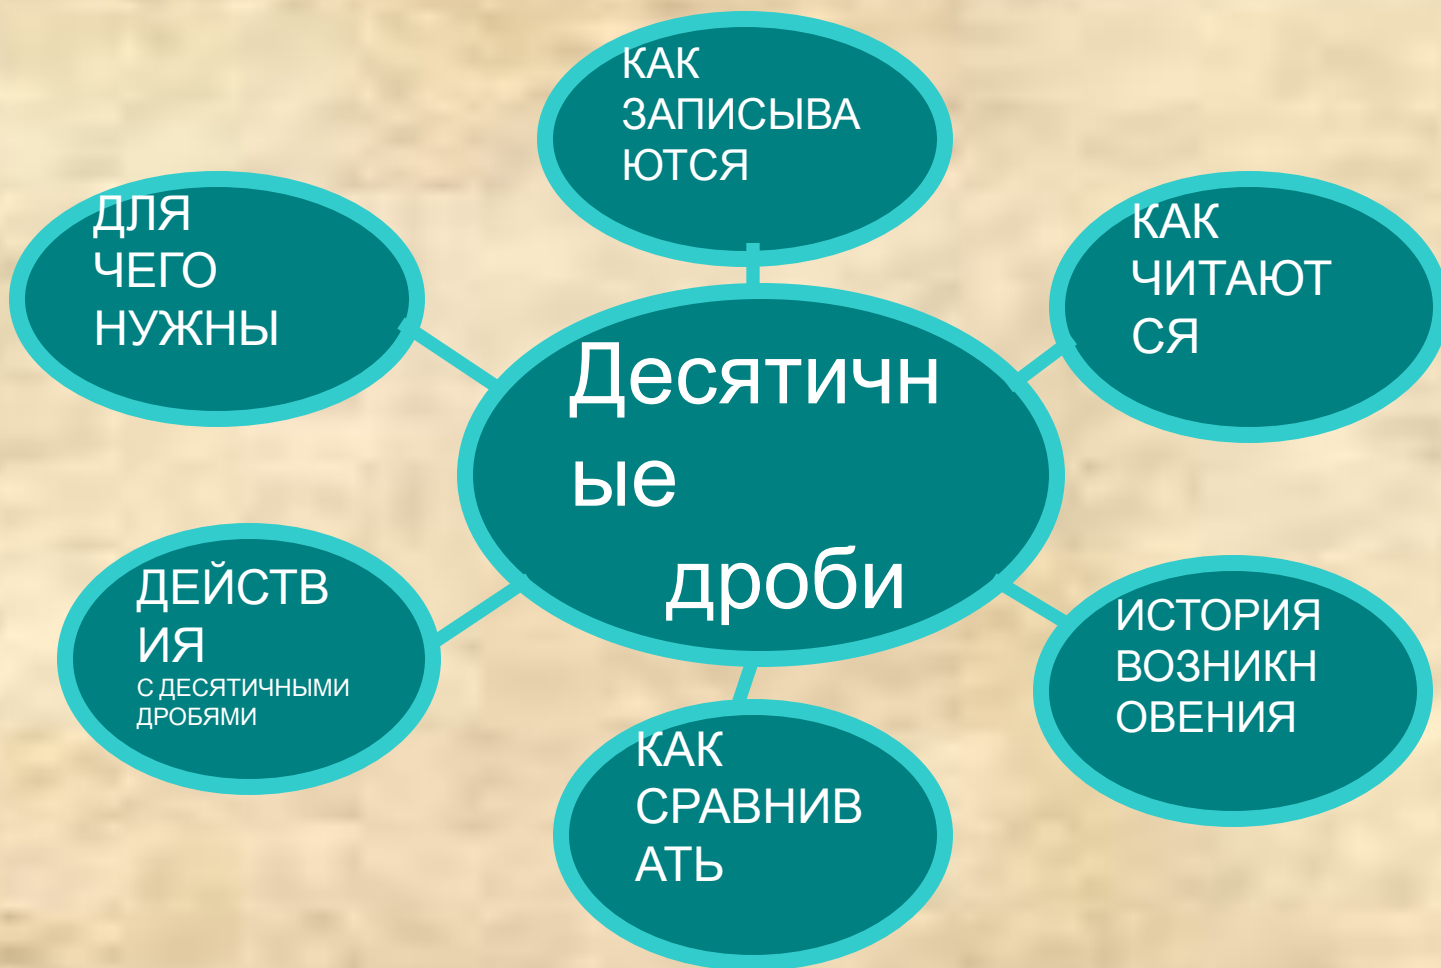 КАК
ЗАПИСЫВА
ЮТСЯ
ДЛЯ
ЧЕГО
НУЖНЫ
КАК
ЧИТАЮТ
СЯ
Десятичн
ые
дроби
ДЕЙСТВ
ИЯ
С ДЕСЯТИЧНЫМИ
ДРОБЯМИ
ИСТОРИЯ
ВОЗНИКН
ОВЕНИЯ
КАК
СРАВНИВ
АТЬ